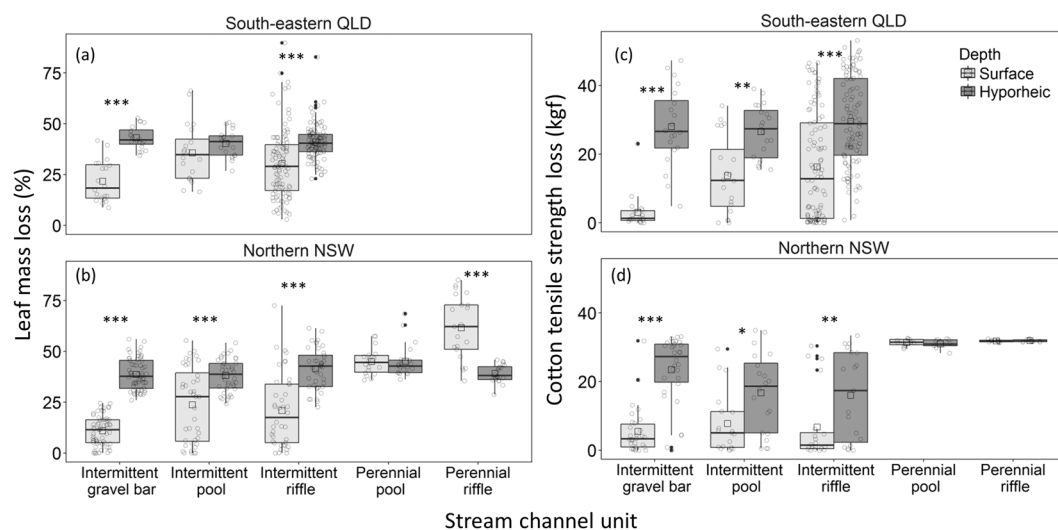 South-eastern QLD
(a)
***
***
75
50
25
0
Northern NSW
(b)
***
***
***
***
75
50
25
0
Leaf mass loss (%)
Intermittent
gravel bar
Intermittent
pool
Intermittent
riffle
Perennial
pool
Perennial
riffle
South-eastern QLD
(c)
***
**
***
Depth
Surface
Hyporheic
40
20
0
Northern NSW
(d)
***
*
**
40
20
0
Cotton tensile strength loss (kgf)
Intermittent
gravel bar
Intermittent
pool
Intermittent
riffle
Perennial
pool
Perennial
riffle
Stream channel unit